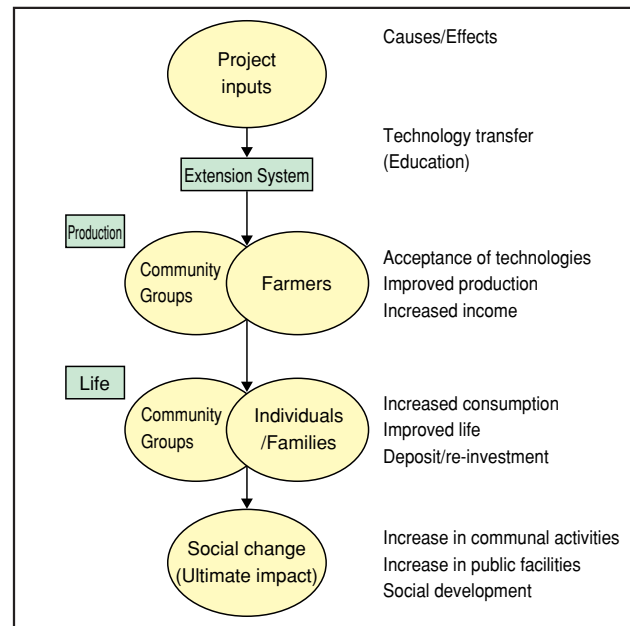 Project
inputs
Causes/Effects
Technology transfer
(Education)
Extension System
Production
Community
Groups
Farmers
Acceptance of technologies
Improved production
Increased income
Life
Community
Groups
Individuals
/Families
Increased consumption
Improved life
Deposit/re-investment
Social change
(Ultimate impact)
Increase in communal activities
Increase in public facilities
Social development